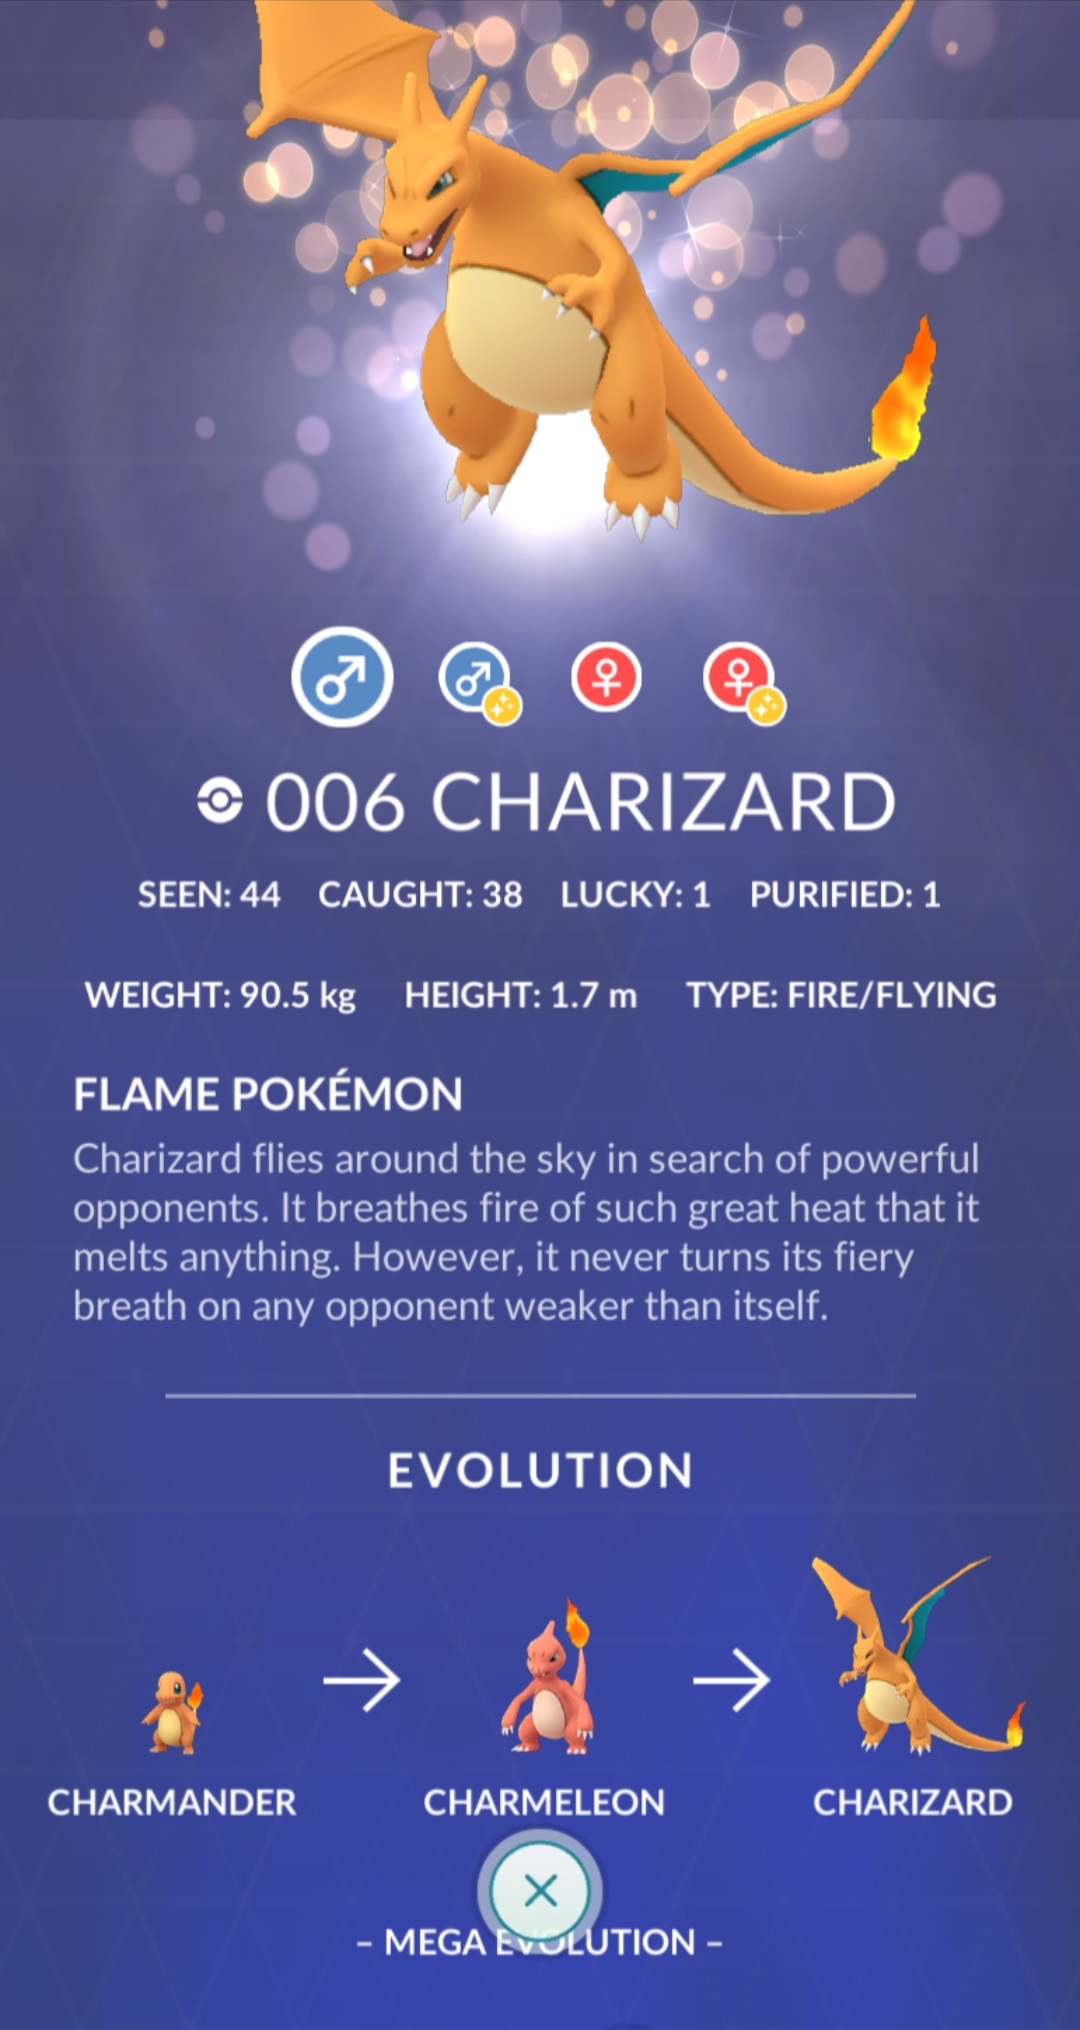 006 CHARIZARD
SEEN: 44 CAUGHT: 38 LUCKY: 1 PURIFIED: 1
WEIGHT: 90.5 kg HEIGHT: 1.7 m TYPE: FIRE/FLYING
FLAME POKÉMON
Charizard flies around the sky in search of powerful
opponents. It breathes fire of such great heat that it
melts anything. However, it never turns its fiery
breath on any opponent weaker than itself.
EVOLUTION
CHARMANDER CHARMELEON CHARIZARD
– MEGA EVOLUTION –